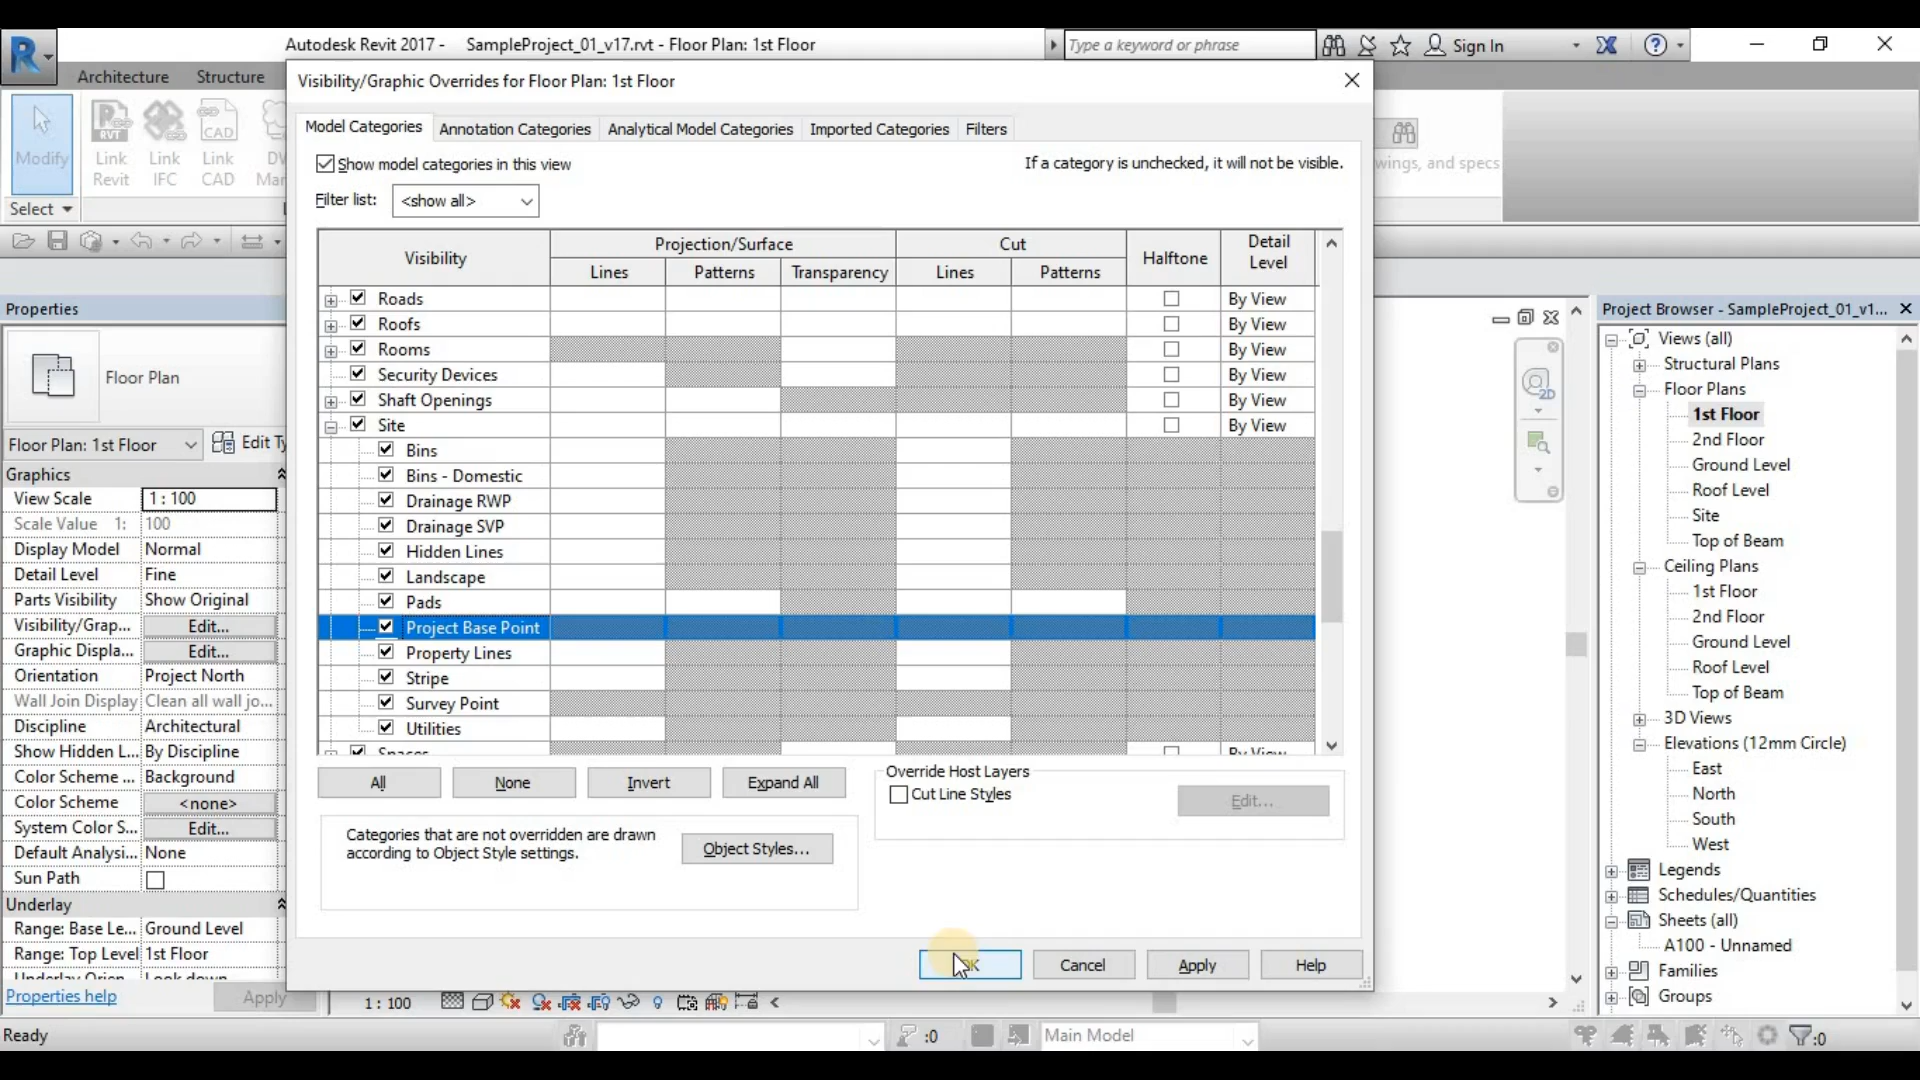 Autodesk Revit 2017 - SampleProject_01_v17.rvt - Floor Plan: 1st Floor
Type a keyword or phrase
Sign In
Architecture
Structure
Modify
Link Revit
Link IFC
Link CAD
Select
wings, and specs
Properties
Floor Plan
Floor Plan: 1st Floor
Graphics
View Scale 1 : 100
Scale Value 1: 100
Display Model Normal
Detail Level Fine
Parts Visibility Show Original
Visibility/Grap... Edit...
Graphic Displa... Edit...
Orientation Project North
Wall Join Display Clean all wall jo...
Discipline Architectural
Show Hidden L... By Discipline
Color Scheme ... Background
Color Scheme <none>
System Color S... Edit...
Default Analysi... None
Sun Path
Underlay
Range: Base Le... Ground Level
Range: Top Level 1st Floor
Properties help
Apply
Visibility/Graphic Overrides for Floor Plan: 1st Floor
Model Categories
Annotation Categories
Analytical Model Categories
Imported Categories
Filters
Show model categories in this view
If a category is unchecked, it will not be visible.
Filter list: <show all>
Visibility
Projection/Surface
Cut
Halftone
Detail Level
Lines
Patterns
Transparency
Lines
Patterns
Roads By View
Roofs By View
Rooms By View
Security Devices By View
Shaft Openings By View
Site By View
Bins
Bins - Domestic
Drainage RWP
Drainage SVP
Hidden Lines
Landscape
Pads
Project Base Point
Property Lines
Stripe
Survey Point
Utilities
Spaces By View
All
None
Invert
Expand All
Override Host Layers
Cut Line Styles
Edit...
Categories that are not overridden are drawn
according to Object Style settings.
Object Styles...
Cancel
Apply
Help
Project Browser - SampleProject_01_v1...
Views (all)
Structural Plans
Floor Plans
1st Floor
2nd Floor
Ground Level
Roof Level
Site
Top of Beam
Ceiling Plans
1st Floor
2nd Floor
Ground Level
Roof Level
Top of Beam
3D Views
Elevations (12mm Circle)
East
North
South
West
Legends
Schedules/Quantities
Sheets (all)
A100 - Unnamed
Families
Groups
1 : 100
Ready
:0
Main Model
:0